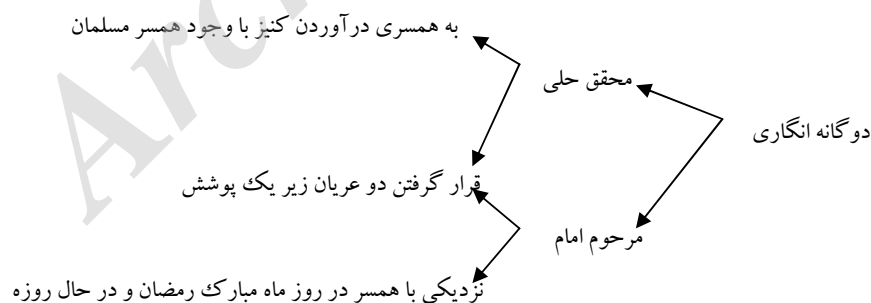 به همسری درآوردن کنیز با وجود همسر مسلمان
محقق حلی
دوگانه انگاری
قرار گرفتن دو عریان زیر یک پوشش
مرحوم امام
نزدیکی با همسر در روز ماه مبارک رمضان و در حال روزه